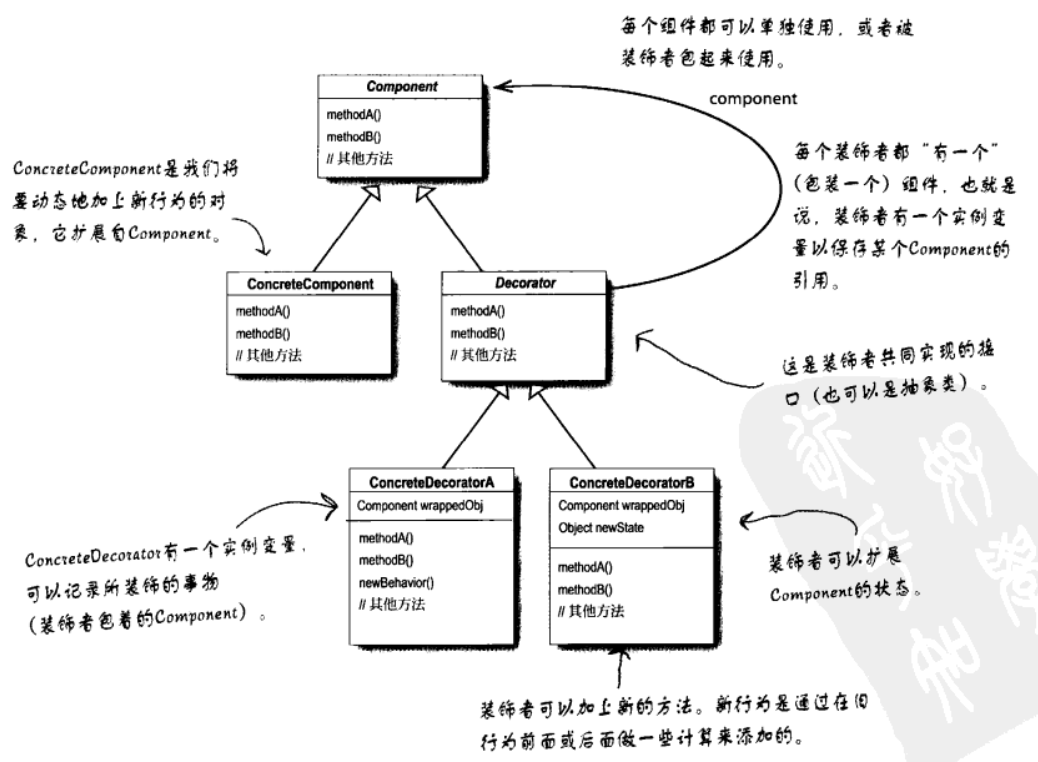 每个组件都可以单独使用，或者被
装饰者包起来使用。
Component
methodA()
methodB()
// 其他方法
component
ConcreteComponent是我们将
要动态地加上新行为的对
象，它扩展自Component。
每个装饰者都“有一个”
（包装一个）组件，也就是
说，装饰者有一个实例变
量以保存某个Component的
引用。
ConcreteComponent
methodA()
methodB()
// 其他方法
Decorator
methodA()
methodB()
// 其他方法
这是装饰者共同实现的接
口（也可以是抽象类）。
ConcreteDecoratorA
Component wrappedObj
methodA()
methodB()
newBehavior()
// 其他方法
ConcreteDecoratorB
Component wrappedObj
Object newState
methodA()
methodB()
// 其他方法
ConcreteDecorator有一个实例变量，
可以记录所装饰的事物
（装饰者包着的Component）。
装饰者可以扩展
Component的状态。
装饰者可以加上新的方法。新行为是通过在旧
行为前面或后面做一些计算来添加的。